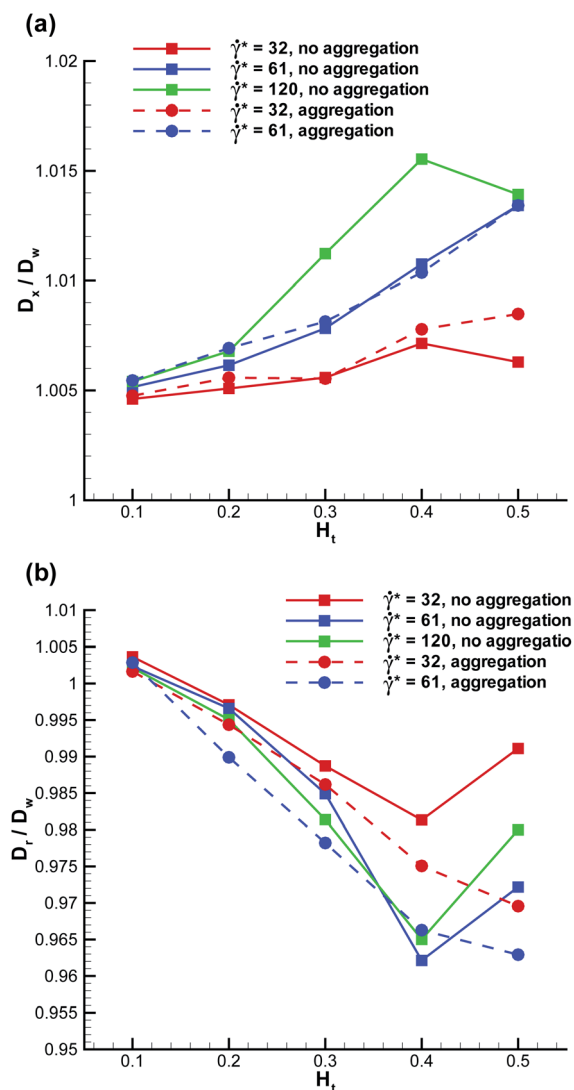 (a)
1.02
γ̇* = 32, no aggregation
γ̇* = 61, no aggregation
γ̇* = 120, no aggregation
γ̇* = 32, aggregation
γ̇* = 61, aggregation
1.015
1.01
1.005
1
Dx / Dw
0.1 0.2 0.3 0.4 0.5
Ht
(b)
1.01
γ̇* = 32, no aggregation
γ̇* = 61, no aggregation
γ̇* = 120, no aggregatio
γ̇* = 32, aggregation
γ̇* = 61, aggregation
1.005
1
0.995
0.99
0.985
0.98
0.975
0.97
0.965
0.96
0.955
0.95
Dr / Dw
0.1 0.2 0.3 0.4 0.5
Ht